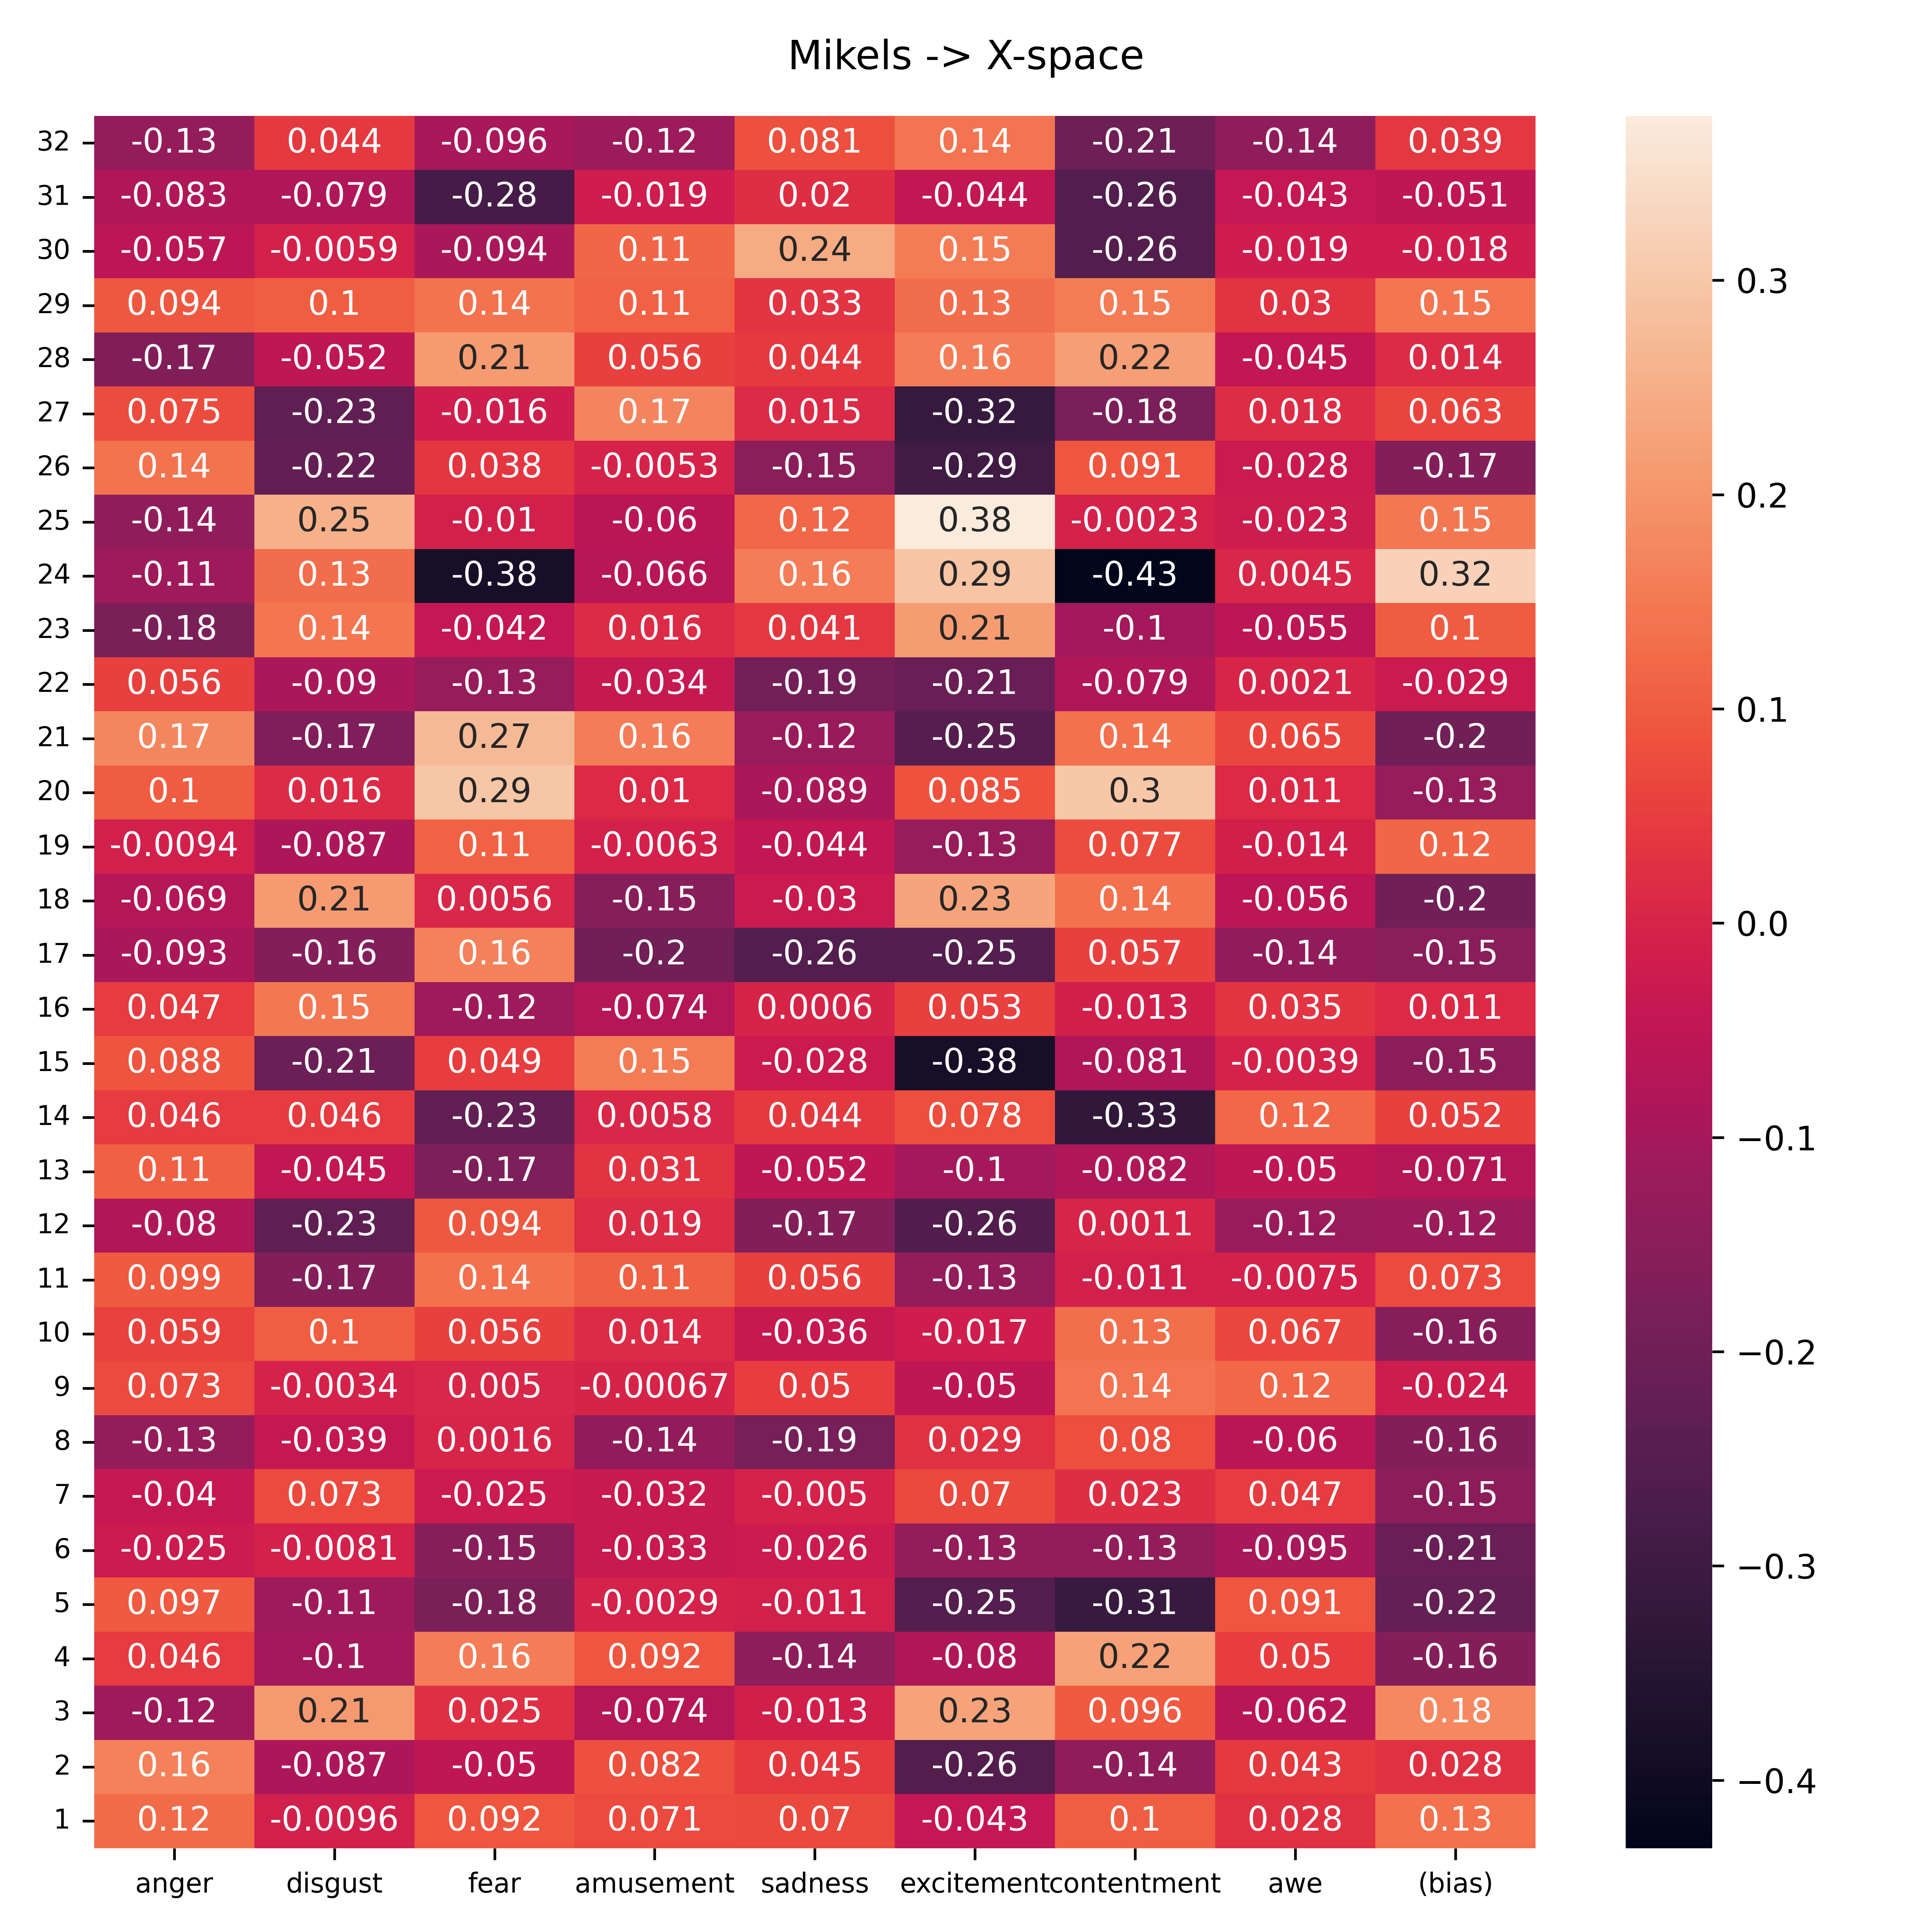 Mikels -> X-space
32 -0.13 0.044 -0.096 -0.12 0.081 0.14 -0.21 -0.14 0.039
31 -0.083 -0.079 -0.28 -0.019 0.02 -0.044 -0.26 -0.043 -0.051
30 -0.057 -0.0059 -0.094 0.11 0.24 0.15 -0.26 -0.019 -0.018
29 0.094 0.1 0.14 0.11 0.033 0.13 0.15 0.03 0.15
28 -0.17 -0.052 0.21 0.056 0.044 0.16 0.22 -0.045 0.014
27 0.075 -0.23 -0.016 0.17 0.015 -0.32 -0.18 0.018 0.063
26 0.14 -0.22 0.038 -0.0053 -0.15 -0.29 0.091 -0.028 -0.17
25 -0.14 0.25 -0.01 -0.06 0.12 0.38 -0.0023 -0.023 0.15
24 -0.11 0.13 -0.38 -0.066 0.16 0.29 -0.43 0.0045 0.32
23 -0.18 0.14 -0.042 0.016 0.041 0.21 -0.1 -0.055 0.1
22 0.056 -0.09 -0.13 -0.034 -0.19 -0.21 -0.079 0.0021 -0.029
21 0.17 -0.17 0.27 0.16 -0.12 -0.25 0.14 0.065 -0.2
20 0.1 0.016 0.29 0.01 -0.089 0.085 0.3 0.011 -0.13
19 -0.0094 -0.087 0.11 -0.0063 -0.044 -0.13 0.077 -0.014 0.12
18 -0.069 0.21 0.0056 -0.15 -0.03 0.23 0.14 -0.056 -0.2
17 -0.093 -0.16 0.16 -0.2 -0.26 -0.25 0.057 -0.14 -0.15
16 0.047 0.15 -0.12 -0.074 0.0006 0.053 -0.013 0.035 0.011
15 0.088 -0.21 0.049 0.15 -0.028 -0.38 -0.081 -0.0039 -0.15
14 0.046 0.046 -0.23 0.0058 0.044 0.078 -0.33 0.12 0.052
13 0.11 -0.045 -0.17 0.031 -0.052 -0.1 -0.082 -0.05 -0.071
12 -0.08 -0.23 0.094 0.019 -0.17 -0.26 0.0011 -0.12 -0.12
11 0.099 -0.17 0.14 0.11 0.056 -0.13 -0.011 -0.0075 0.073
10 0.059 0.1 0.056 0.014 -0.036 -0.017 0.13 0.067 -0.16
9 0.073 -0.0034 0.005 -0.00067 0.05 -0.05 0.14 0.12 -0.024
8 -0.13 -0.039 0.0016 -0.14 -0.19 0.029 0.08 -0.06 -0.16
7 -0.04 0.073 -0.025 -0.032 -0.005 0.07 0.023 0.047 -0.15
6 -0.025 -0.0081 -0.15 -0.033 -0.026 -0.13 -0.13 -0.095 -0.21
5 0.097 -0.11 -0.18 -0.0029 -0.011 -0.25 -0.31 0.091 -0.22
4 0.046 -0.1 0.16 0.092 -0.14 -0.08 0.22 0.05 -0.16
3 -0.12 0.21 0.025 -0.074 -0.013 0.23 0.096 -0.062 0.18
2 0.16 -0.087 -0.05 0.082 0.045 -0.26 -0.14 0.043 0.028
1 0.12 -0.0096 0.092 0.071 0.07 -0.043 0.1 0.028 0.13
anger disgust fear amusement sadness excitement contentment awe (bias)
0.3
0.2
0.1
0.0
−0.1
−0.2
−0.3
−0.4